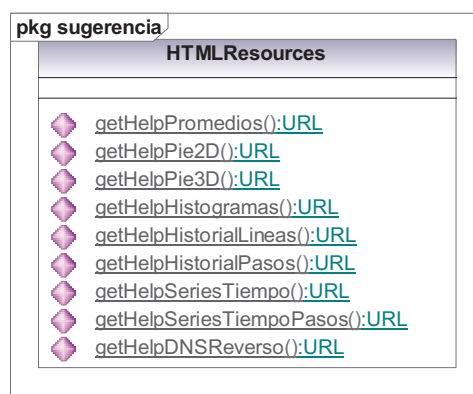 pkg sugerencia
HTMLResources
getHelpPromedios():URL
getHelpPie2D():URL
getHelpPie3D():URL
getHelpHistogramas():URL
getHelpHistorialLineas():URL
getHelpHistorialPasos():URL
getHelpSeriesTiempo():URL
getHelpSeriesTiempoPasos():URL
getHelpDNSReverso():URL